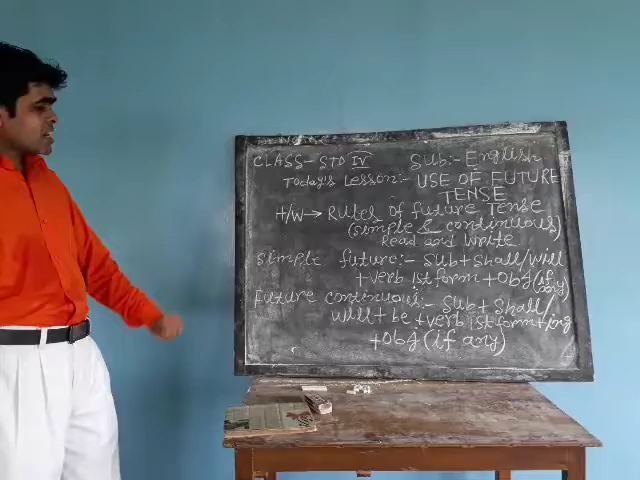 CLASS- STD IV Sub:- English
Today's Lesson:- USE OF FUTURE
TENSE
H/W → Rules of future Tense
(Simple & continuous)
Read and Write
Simple future:- Sub + Shall/Will
+ verb 1st form + Obj (if
any)
Future continuous:- Sub + Shall/
will + be + verb 1st form + ing
+ Obj (if any)